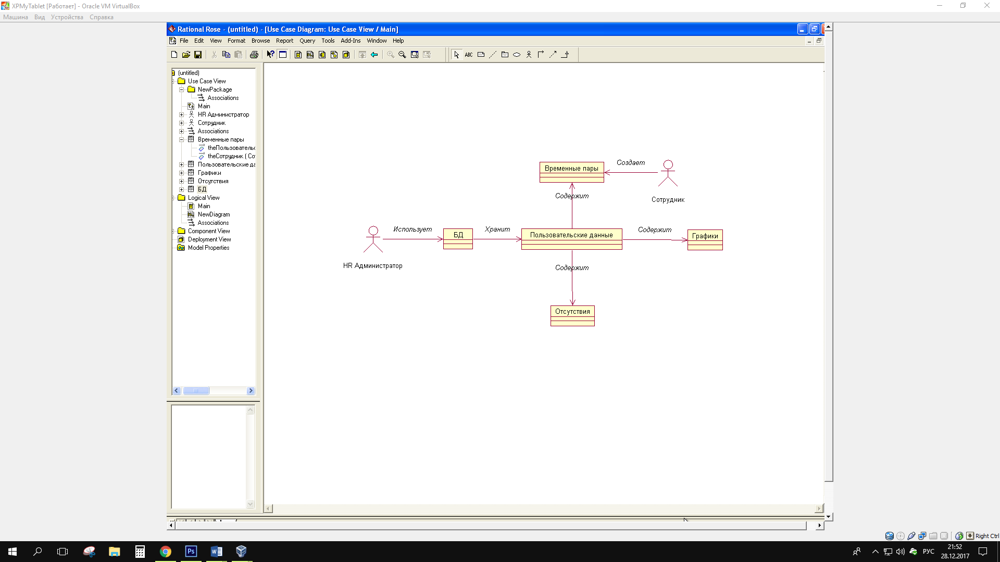 XPMyTablet [Работает] - Oracle VM VirtualBox
Машина Вид Устройства Справка
Rational Rose - (untitled) - [Use Case Diagram: Use Case View / Main]
File Edit View Format Browse Report Query Tools Add-Ins Window Help
ABC
(untitled)
Use Case View
NewPackage
Associations
Main
HR Администратор
Сотрудник
Associations
Временные пары
theПользовательс
theСотрудник ( Со
Пользовательские да
Графики
Отсутствия
БД
Logical View
Main
NewDiagram
Associations
Component View
Deployment View
Model Properties
Временные пары
Создает
Сотрудник
Содержит
HR Администратор
Использует
БД
Хранит
Пользовательские данные
Содержит
Графики
Содержит
Отсутствия
Right Ctrl
Ps
РУС
21:52
28.12.2017